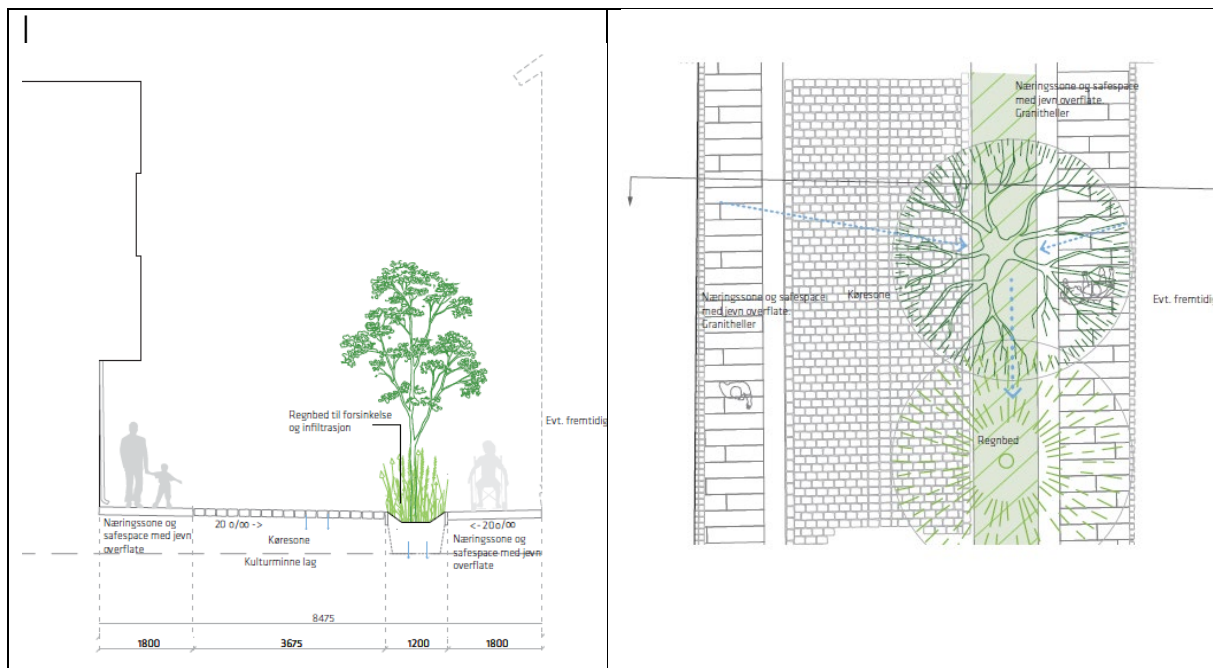 Regnbed til forsinkelse
og infiltrasjon
Evt. fremtidig
Næringssone og
safespace med jevn
overflate
20 o/oo ->
Køresone
<- 20o/oo
Næringssone og
safespace med jevn
overflate
Kulturminne lag
8475
1800
3675
1200
1800
Næringssone og safespace
med jevn overflate.
Granitheller
Næringssone og safespace
med jevn overflate.
Granitheller
Køresone
Evt. fremtidig
Regnbed